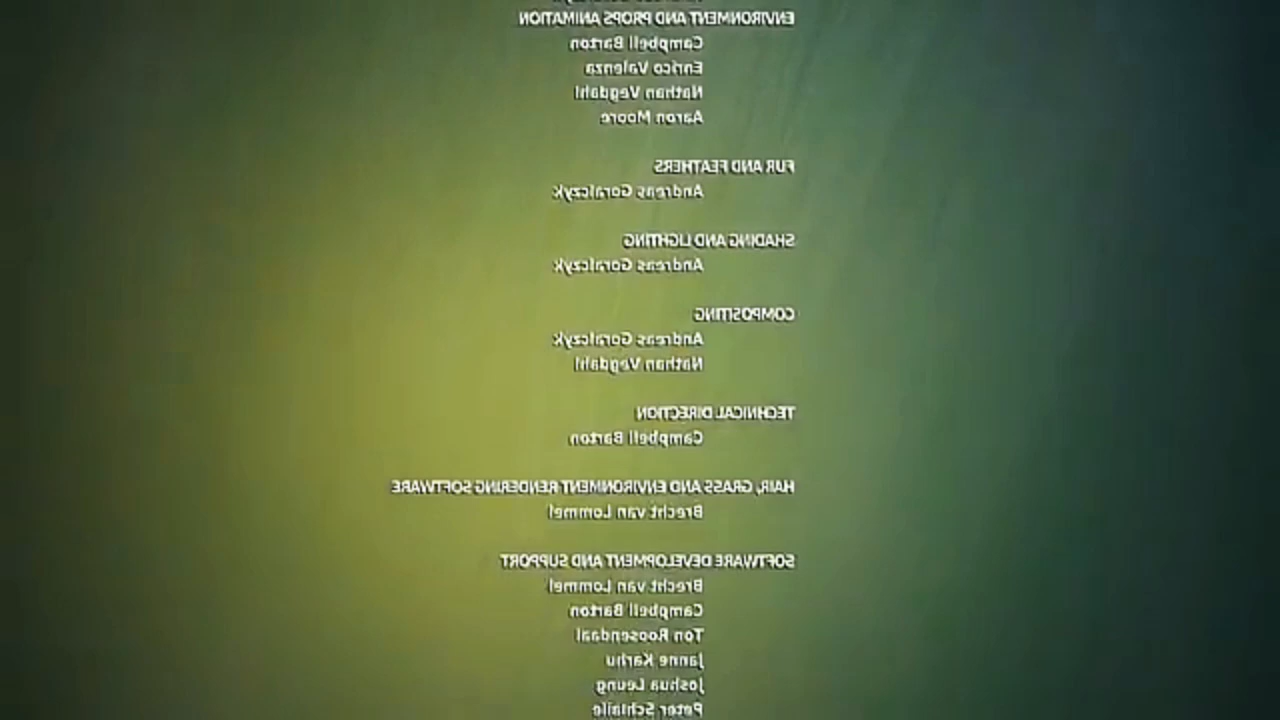 ENVIRONMENT AND PROPS ANIMATION
Campbell Barton
Enrico Valenza
Nathan Vegdahl
Aaron Moore
FUR AND FEATHERS
Andreas Goralczyk
SHADING AND LIGHTING
Andreas Goralczyk
COMPOSITING
Andreas Goralczyk
Nathan Vegdahl
TECHNICAL DIRECTION
Campbell Barton
HAIR, GRASS AND ENVIRONMENT RENDERING SOFTWARE
Brecht van Lommel
SOFTWARE DEVELOPMENT AND SUPPORT
Brecht van Lommel
Campbell Barton
Ton Roosendaal
Janne Karhu
Joshua Leung
Peter Schlaile